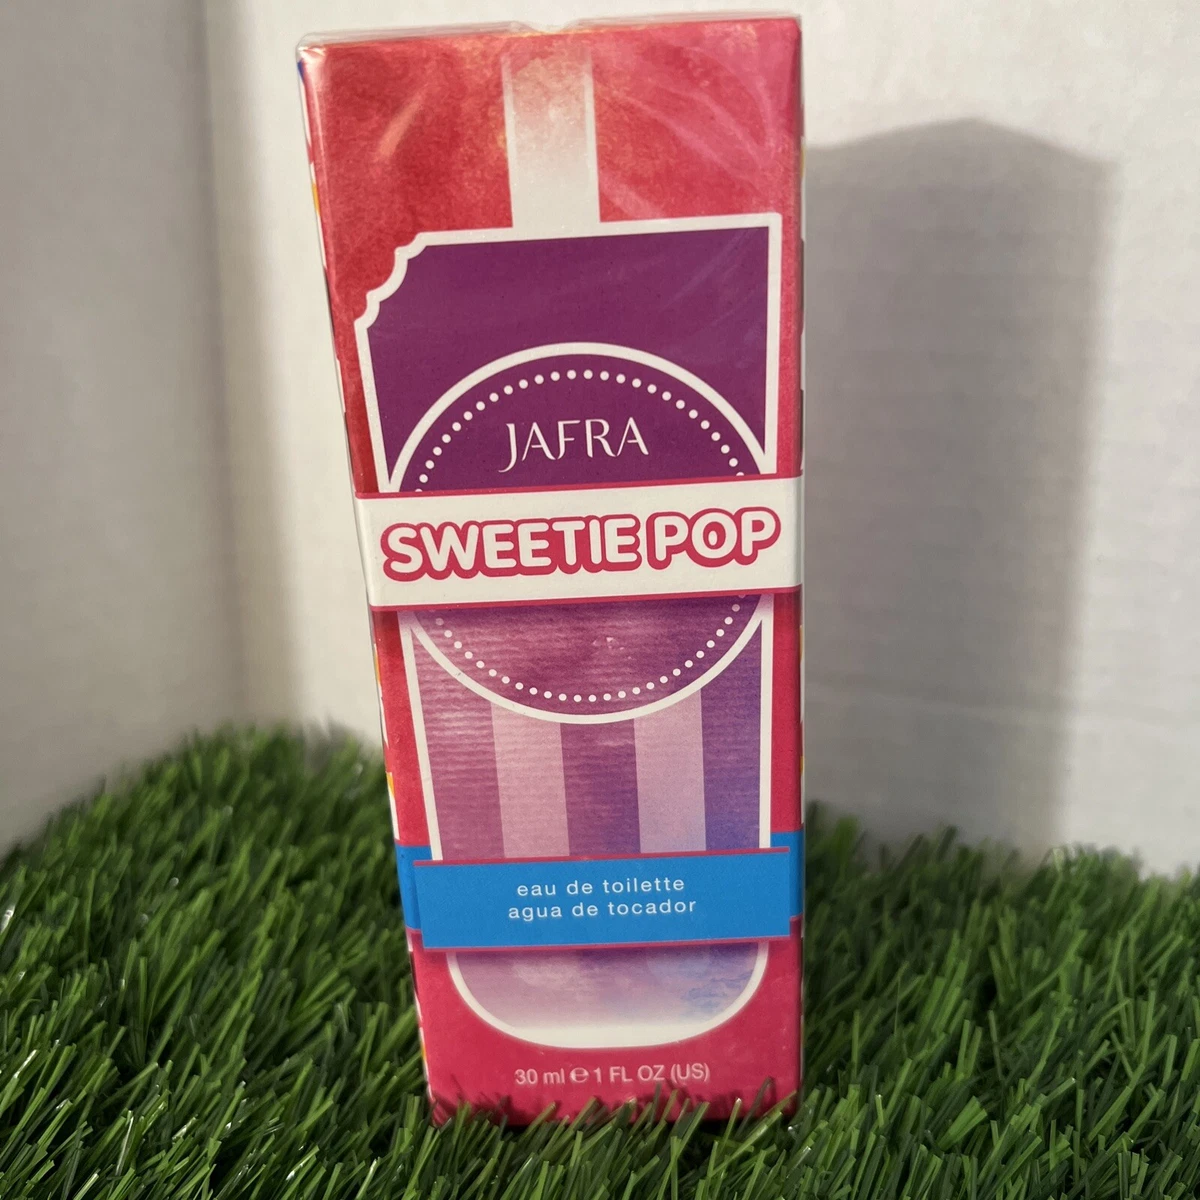 JAFRA
SWEETIE POP
eau de toilette
agua de tocador
30 ml ℮ 1 FL OZ (US)